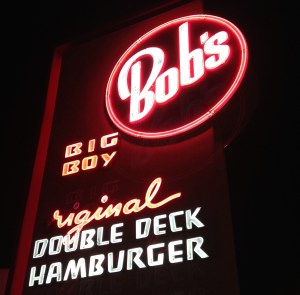 Bob's
BIG
BOY
riginal
DOUBLE DECK
HAMBURGER